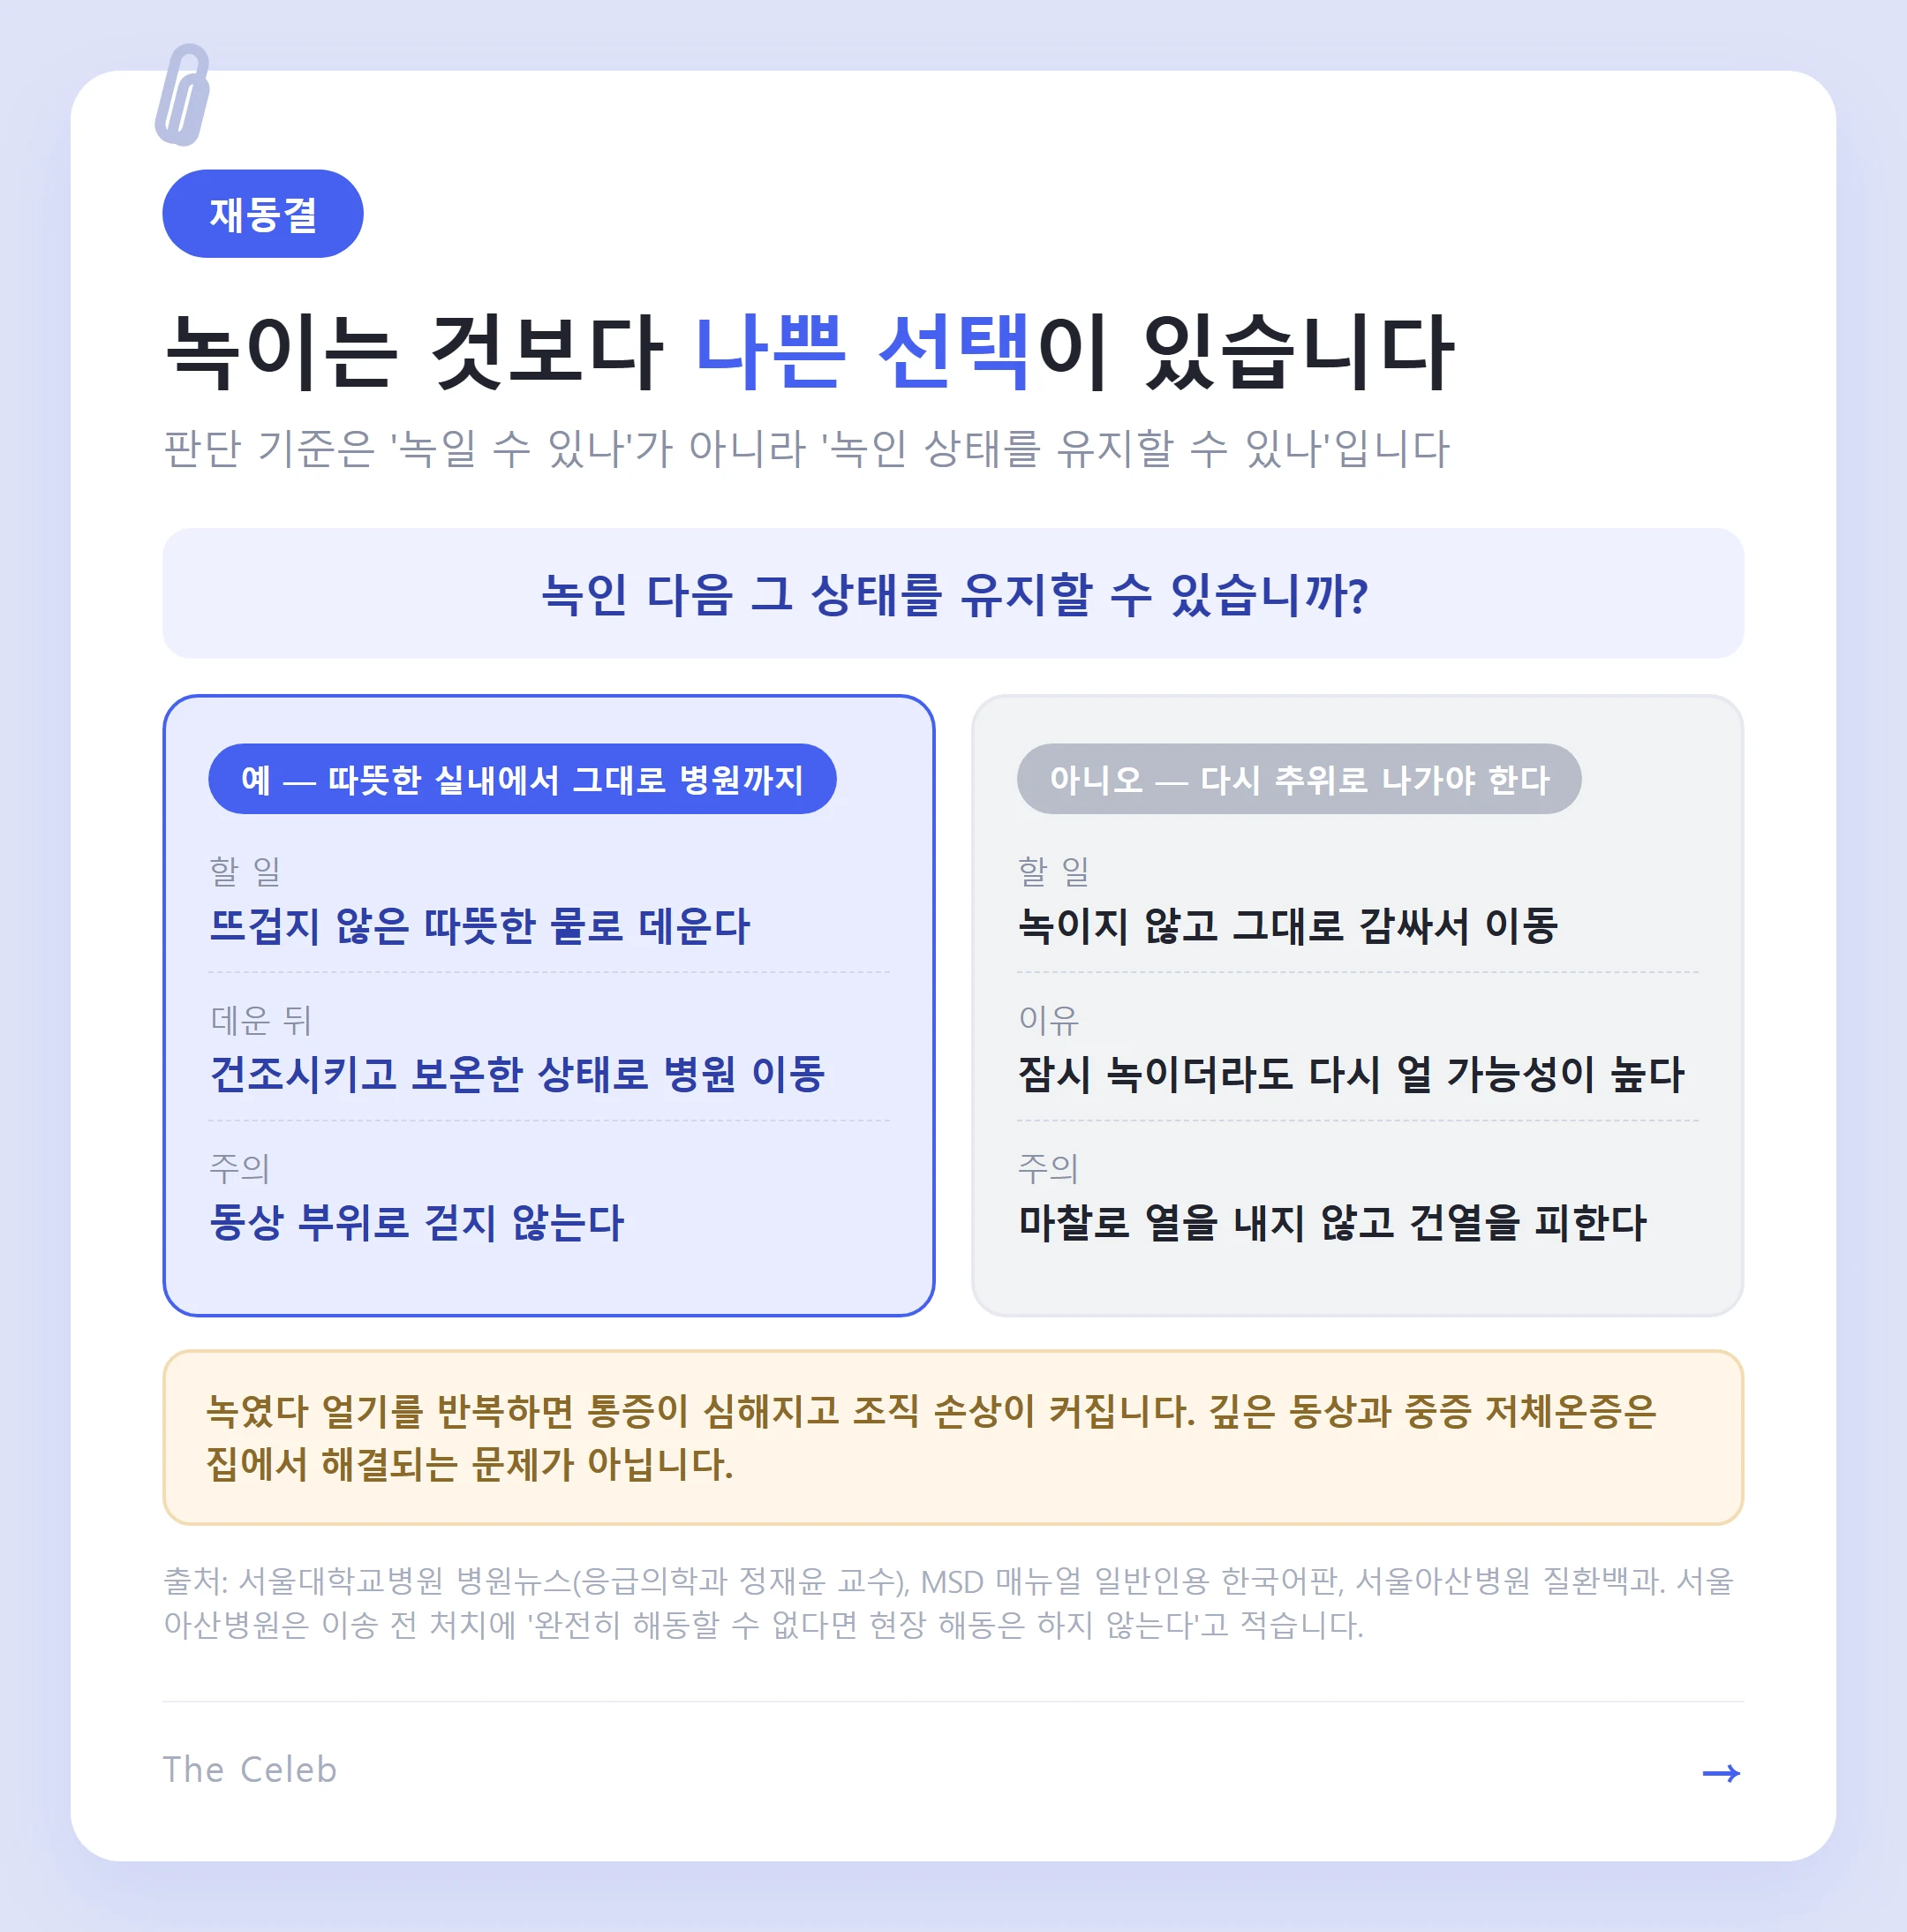 재동결
녹이는 것보다 나쁜 선택이 있습니다
판단 기준은 '녹일 수 있나'가 아니라 '녹인 상태를 유지할 수 있나'입니다
녹인 다음 그 상태를 유지할 수 있습니까?
예 — 따뜻한 실내에서 그대로 병원까지
할 일
뜨겁지 않은 따뜻한 물로 데운다
데운 뒤
건조시키고 보온한 상태로 병원 이동
주의
동상 부위로 걷지 않는다
아니오 — 다시 추위로 나가야 한다
할 일
녹이지 않고 그대로 감싸서 이동
이유
잠시 녹이더라도 다시 얼 가능성이 높다
주의
마찰로 열을 내지 않고 건열을 피한다
녹였다 얼기를 반복하면 통증이 심해지고 조직 손상이 커집니다. 깊은 동상과 중증 저체온증은
집에서 해결되는 문제가 아닙니다.
출처: 서울대학교병원 병원뉴스(응급의학과 정재윤 교수), MSD 매뉴얼 일반인용 한국어판, 서울아산병원 질환백과. 서울
아산병원은 이송 전 처치에 '완전히 해동할 수 없다면 현장 해동은 하지 않는다'고 적습니다.
The Celeb →